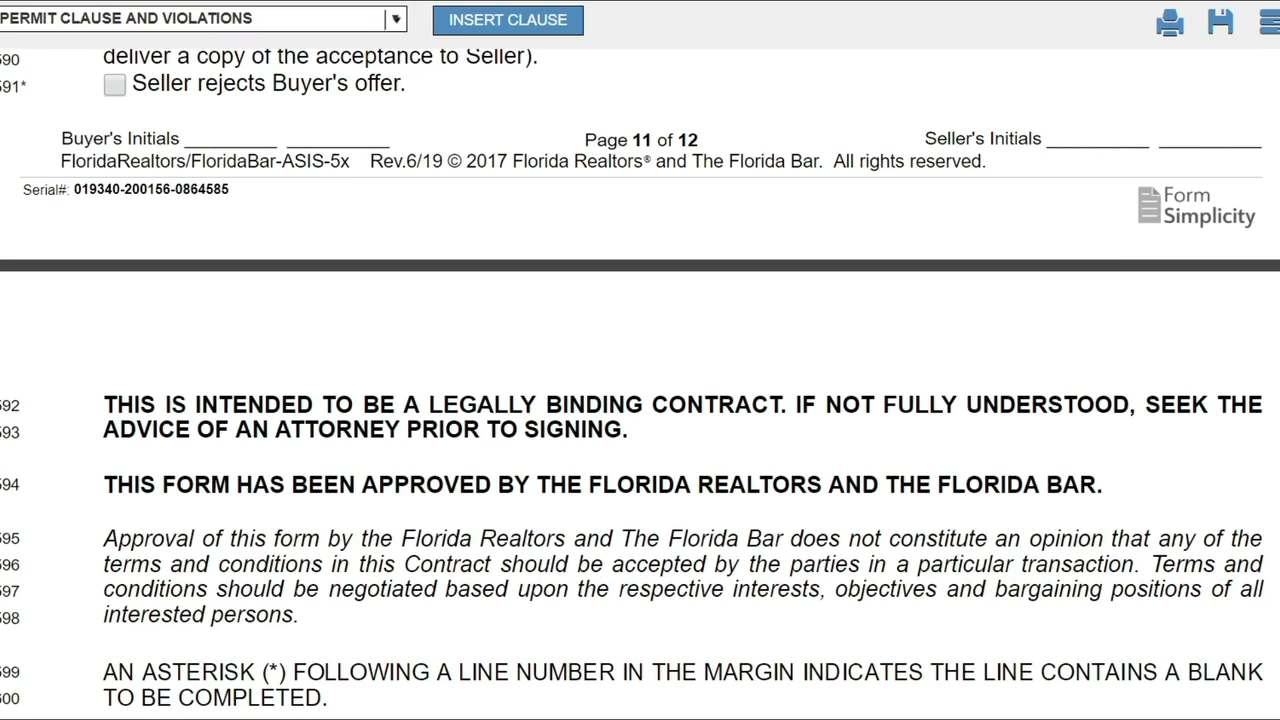 PERMIT CLAUSE AND VIOLATIONS
INSERT CLAUSE
590 deliver a copy of the acceptance to Seller).
591* Seller rejects Buyer's offer.
Buyer's Initials __________ ___________ Page 11 of 12 Seller's Initials __________ __________
FloridaRealtors/FloridaBar-ASIS-5x Rev.6/19 © 2017 Florida Realtors® and The Florida Bar. All rights reserved.
Serial#: 019340-200156-0864585
Form
Simplicity
592 THIS IS INTENDED TO BE A LEGALLY BINDING CONTRACT. IF NOT FULLY UNDERSTOOD, SEEK THE
593 ADVICE OF AN ATTORNEY PRIOR TO SIGNING.
594 THIS FORM HAS BEEN APPROVED BY THE FLORIDA REALTORS AND THE FLORIDA BAR.
595 Approval of this form by the Florida Realtors and The Florida Bar does not constitute an opinion that any of the
596 terms and conditions in this Contract should be accepted by the parties in a particular transaction. Terms and
597 conditions should be negotiated based upon the respective interests, objectives and bargaining positions of all
598 interested persons.
599 AN ASTERISK (*) FOLLOWING A LINE NUMBER IN THE MARGIN INDICATES THE LINE CONTAINS A BLANK
600 TO BE COMPLETED.